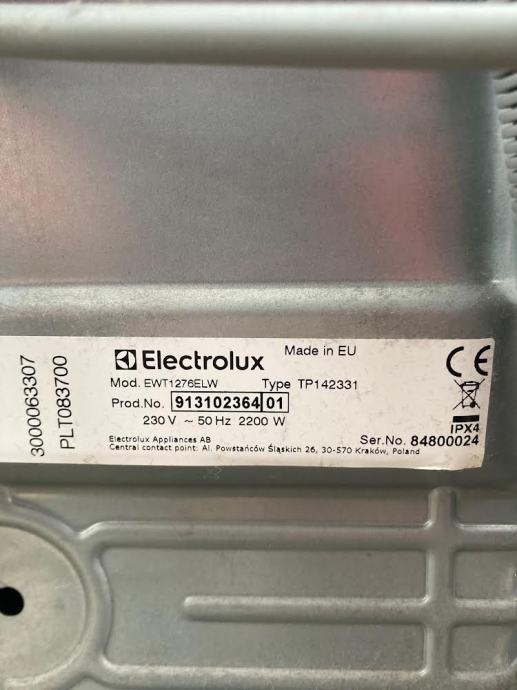 3000063307
PLT083700
Electrolux
Made in EU
Mod. EWT1276ELW Type TP142331
Prod.No. 913102364 01
230 V ~ 50 Hz 2200 W
IPX4
Electrolux Appliances AB
Ser.No. 84800024
Central contact point: Al. Powstańców Śląskich 26, 30-570 Kraków, Poland
CE